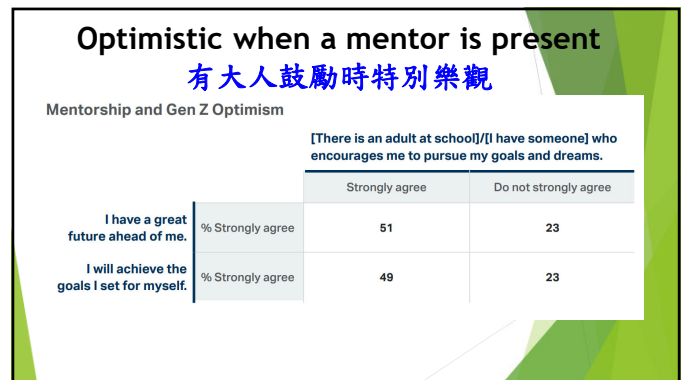 Optimistic when a mentor is present
有大人鼓勵時特別樂觀
Mentorship and Gen Z Optimism
[There is an adult at school]/[I have someone] who
encourages me to pursue my goals and dreams.
Strongly agree Do not strongly agree
I have a great
future ahead of me. % Strongly agree 51 23
I will achieve the
goals I set for myself. % Strongly agree 49 23